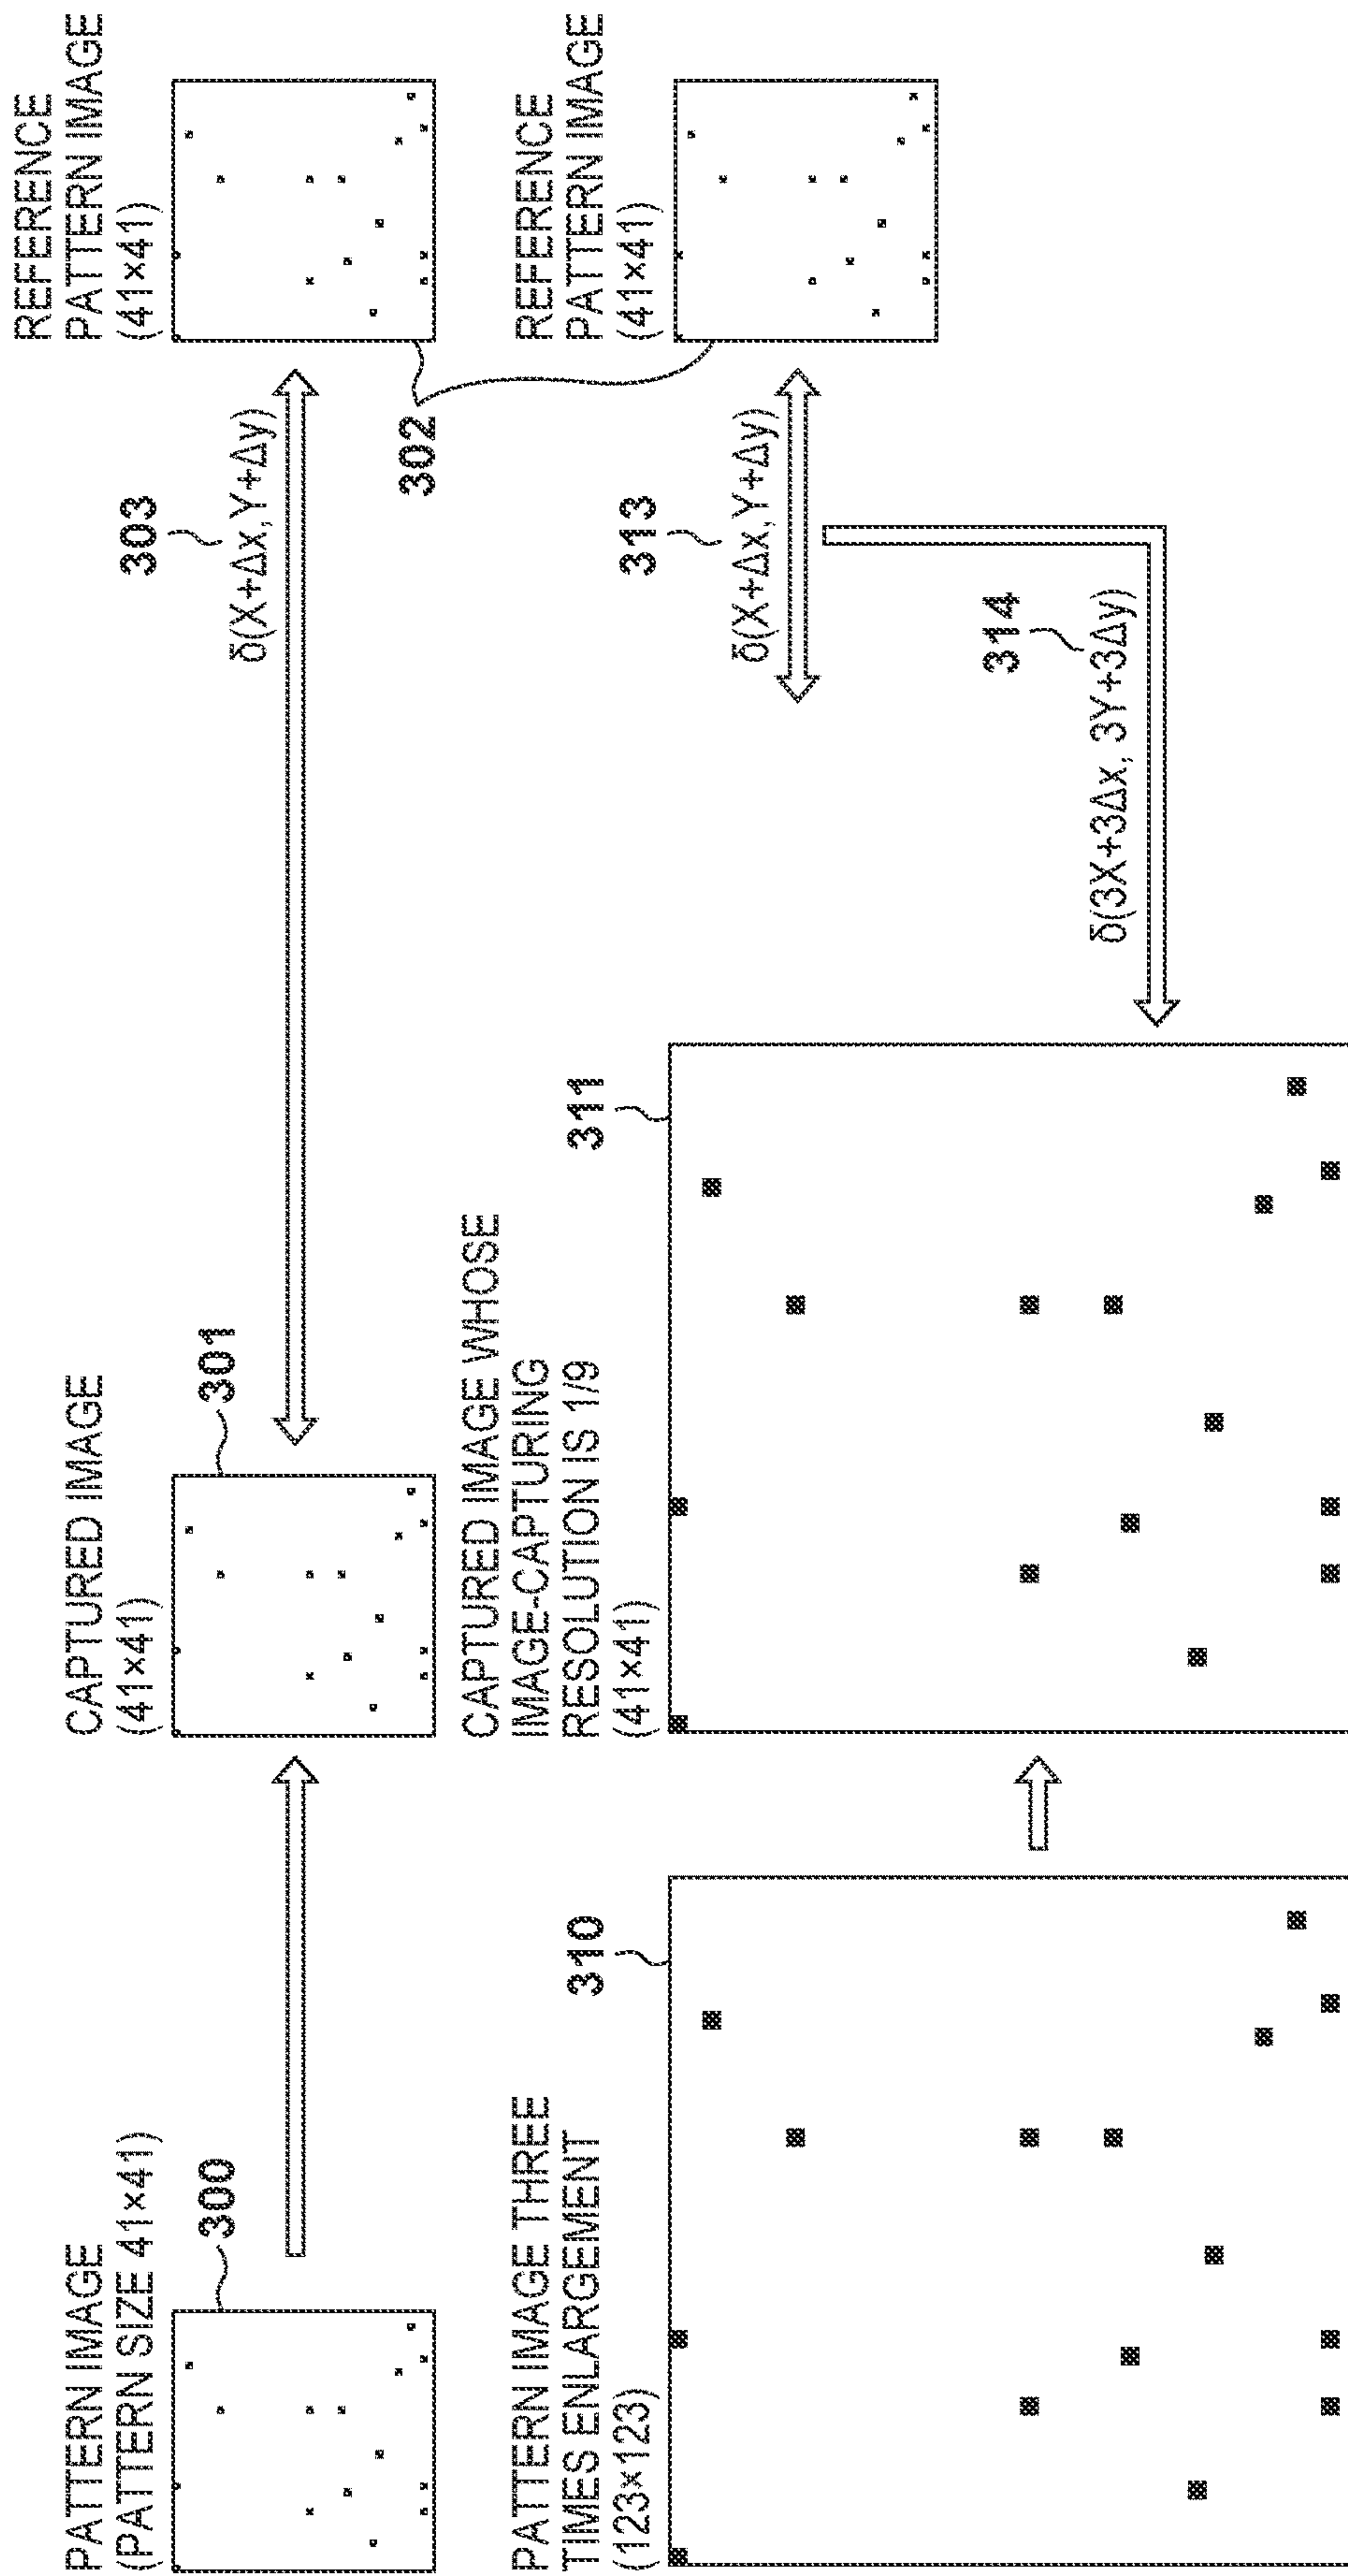 PATTERN IMAGE
(PATTERN SIZE 41×41)
300
CAPTURED IMAGE
(41×41)
301
303
δ(X+Δx,Y+Δy)
REFERENCE
PATTERN IMAGE
(41×41)
302
PATTERN IMAGE THREE
TIMES ENLARGEMENT
(123×123)
310
CAPTURED IMAGE WHOSE
IMAGE-CAPTURING
RESOLUTION IS 1/9
(41×41)
311
313
δ(X+Δx,Y+Δy)
314
δ(3X+3Δx, 3Y+3Δy)
REFERENCE
PATTERN IMAGE
(41×41)